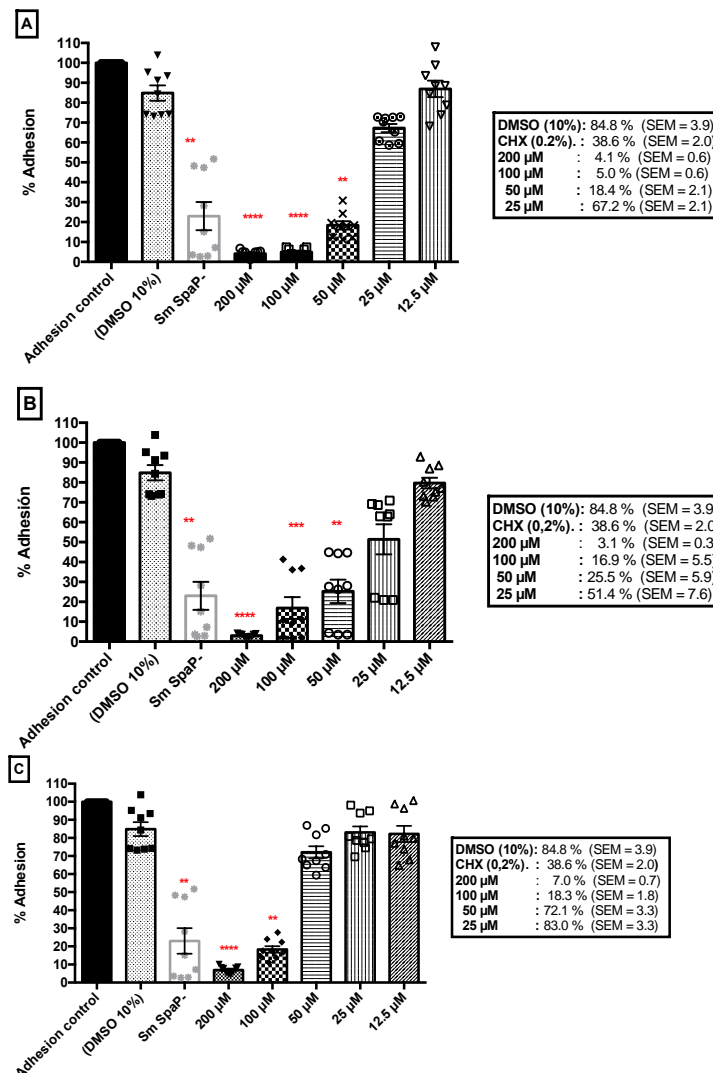 A
110
100
90
80
70
60
50
40
30
20
10
0
% Adhesion
**
****
****
**
Adhesion control
(DMSO 10%)
Sm SpaP-
200 µM
100 µM
50 µM
25 µM
12.5 µM
DMSO (10%): 84.8 % (SEM = 3.9)
CHX (0.2%). : 38.6 % (SEM = 2.0)
200 µM : 4.1 % (SEM = 0.6)
100 µM : 5.0 % (SEM = 0.6)
50 µM : 18.4 % (SEM = 2.1)
25 µM : 67.2 % (SEM = 2.1)
B
110
100
90
80
70
60
50
40
30
20
10
0
% Adhesión
**
****
***
**
Adhesion control
(DMSO 10%)
Sm SpaP-
200 µM
100 µM
50 µM
25 µM
12.5 µM
DMSO (10%): 84.8 % (SEM = 3.9
CHX (0,2%). : 38.6 % (SEM = 2.0
200 µM : 3.1 % (SEM = 0.3
100 µM : 16.9 % (SEM = 5.5)
50 µM : 25.5 % (SEM = 5.9)
25 µM : 51.4 % (SEM = 7.6)
C
110
100
90
80
70
60
50
40
30
20
10
0
% Adhesion
**
****
**
Adhesion control
(DMSO 10%)
Sm SpaP-
200 µM
100 µM
50 µM
25 µM
12.5 µM
DMSO (10%): 84.8 % (SEM = 3.9)
CHX (0,2%). : 38.6 % (SEM = 2.0)
200 µM : 7.0 % (SEM = 0.7)
100 µM : 18.3 % (SEM = 1.8)
50 µM : 72.1 % (SEM = 3.3)
25 µM : 83.0 % (SEM = 3.3)